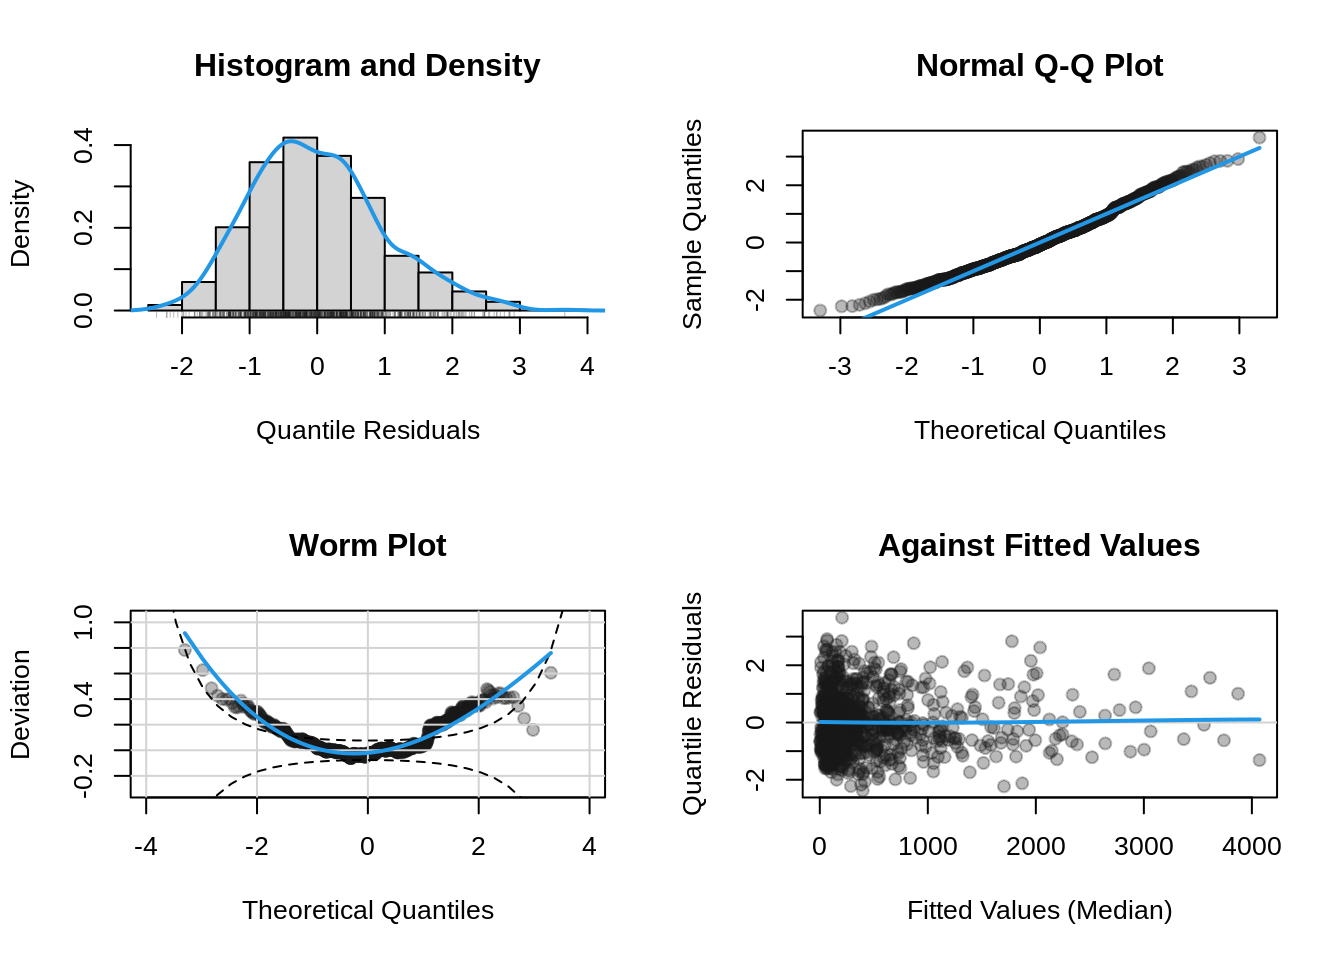 Histogram and Density
Density
0.0 0.2 0.4
-2 -1 0 1 2 3 4
Quantile Residuals
Normal Q-Q Plot
Sample Quantiles
-2 0 2
-3 -2 -1 0 1 2 3
Theoretical Quantiles
Worm Plot
Deviation
-0.2 0.4 1.0
-4 -2 0 2 4
Theoretical Quantiles
Against Fitted Values
Quantile Residuals
-2 0 2
0 1000 2000 3000 4000
Fitted Values (Median)